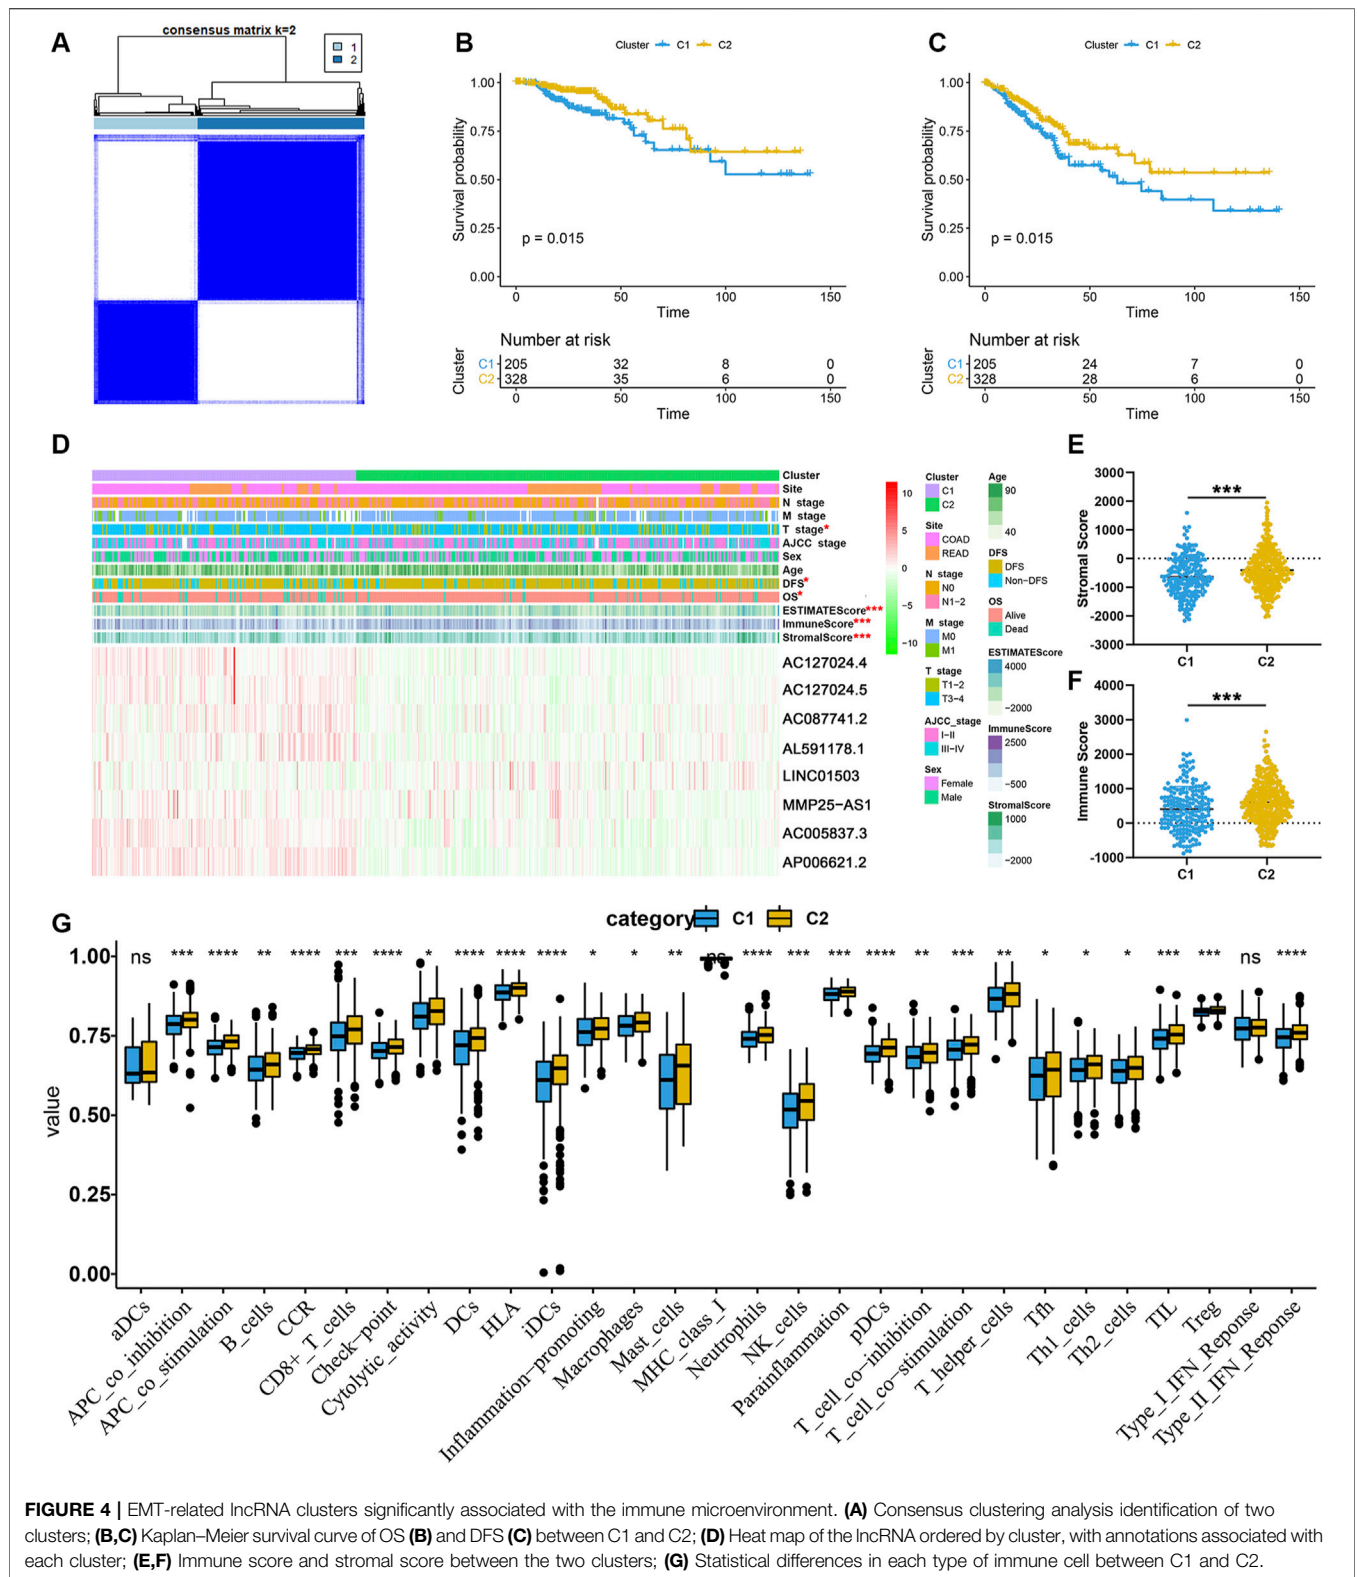 A
consensus matrix k=2
1
2
B
Cluster C1 C2
Survival probability
1.00
0.75
0.50
0.25
0.00
p = 0.015
0 50 100 150
Time
Number at risk
Cluster
C1 205 32 8 0
C2 328 35 6 0
0 50 100 150
Time
C
Cluster C1 C2
Survival probability
1.00
0.75
0.50
0.25
0.00
p = 0.015
0 50 100 150
Time
Number at risk
Cluster
C1 205 24 7 0
C2 328 28 6 0
0 50 100 150
Time
D
Cluster
Site
N_stage
M_stage
T_stage*
AJCC_stage
Sex
Age
DFS*
OS*
ESTIMATEScore***
ImmuneScore***
StromalScore***
AC127024.4
AC127024.5
AC087741.2
AL591178.1
LINC01503
MMP25-AS1
AC005837.3
AP006621.2
10
5
0
-5
-10
Cluster
C1
C2
Site
COAD
READ
N_stage
N0
N1-2
M_stage
M0
M1
T_stage
T1-2
T3-4
AJCC_stage
I-II
III-IV
Sex
Female
Male
Age
90
40
DFS
DFS
Non-DFS
OS
Alive
Dead
ESTIMATEScore
4000
-2000
ImmuneScore
2500
-500
StromalScore
1000
-2000
E
Stromal Score
3000
2000
1000
0
-1000
-2000
-3000
***
C1 C2
F
Immune Score
4000
3000
2000
1000
0
-1000
***
C1 C2
G
category C1 C2
value
1.00
0.75
0.50
0.25
0.00
ns *** **** ** **** *** **** * **** **** **** * * ** ns **** *** *** **** ** *** ** * * * *** *** ns ****
aDCs
APC_co_inhibition
APC_co_stimulation
B_cells
CCR
CD8+_T_cells
Check-point
Cytolytic_activity
DCs
HLA
iDCs
Inflammation-promoting
Macrophages
Mast_cells
MHC_class_I
Neutrophils
NK_cells
Parainflammation
pDCs
T_cell_co-inhibition
T_cell_co-stimulation
T_helper_cells
Tfh
Th1_cells
Th2_cells
TIL
Treg
Type_I_IFN_Reponse
Type_II_IFN_Reponse
FIGURE 4 | EMT-related lncRNA clusters significantly associated with the immune microenvironment. (A) Consensus clustering analysis identification of two
clusters; (B,C) Kaplan–Meier survival curve of OS (B) and DFS (C) between C1 and C2; (D) Heat map of the lncRNA ordered by cluster, with annotations associated with
each cluster; (E,F) Immune score and stromal score between the two clusters; (G) Statistical differences in each type of immune cell between C1 and C2.